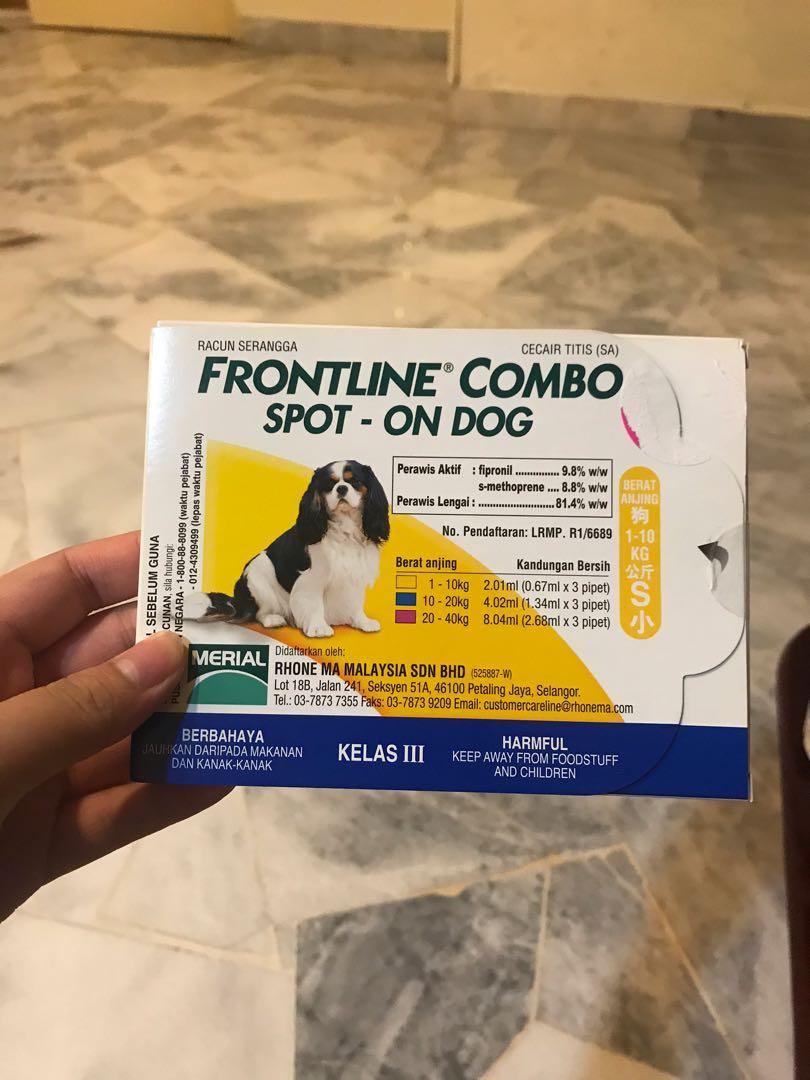 RACUN SERANGGA
CECAIR TITIS (SA)
FRONTLINE® COMBO
SPOT - ON DOG
Perawis Aktif : fipronil ............... 9.8% w/w
s-methoprene .... 8.8% w/w
Perawis Lengai : .......................... 81.4% w/w
No. Pendaftaran: LRMP. R1/6689
Berat anjing Kandungan Bersih
1 - 10kg 2.01ml (0.67ml x 3 pipet)
10 - 20kg 4.02ml (1.34ml x 3 pipet)
20 - 40kg 8.04ml (2.68ml x 3 pipet)
BERAT
ANJING
狗
1-10
KG
公斤
S
小
SEBELUM GUNA
CUNAN, sila hubungi:
NEGARA - 1-800-88-8099 (waktu pejabat)
- 012-4309499 (lepas waktu pejabat)
MERIAL
Didaftarkan oleh:
RHONE MA MALAYSIA SDN BHD (525887-W)
Lot 18B, Jalan 241, Seksyen 51A, 46100 Petaling Jaya, Selangor.
Tel.: 03-7873 7355 Faks: 03-7873 9209 Email: customercareline@rhonema.com
BERBAHAYA
JAUHKAN DARIPADA MAKANAN
DAN KANAK-KANAK
KELAS III
HARMFUL
KEEP AWAY FROM FOODSTUFF
AND CHILDREN